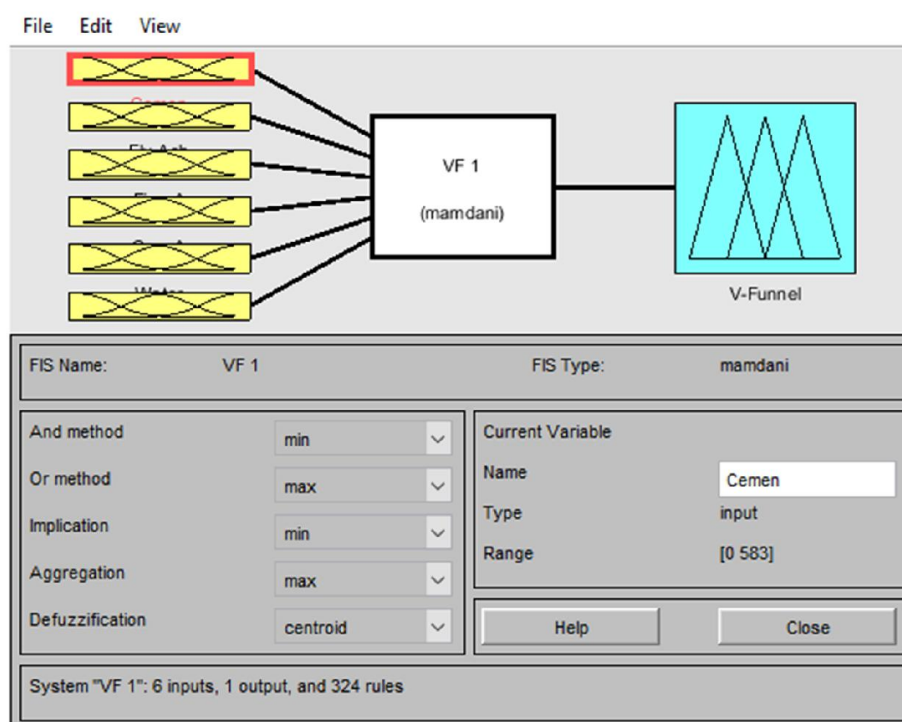 File Edit View
VF 1
(mamdani)
V-Funnel
FIS Name: VF 1 FIS Type: mamdani
And method min
Or method max
Implication min
Aggregation max
Defuzzification centroid
Current Variable
Name Cemen
Type input
Range [0 583]
Help Close
System "VF 1": 6 inputs, 1 output, and 324 rules